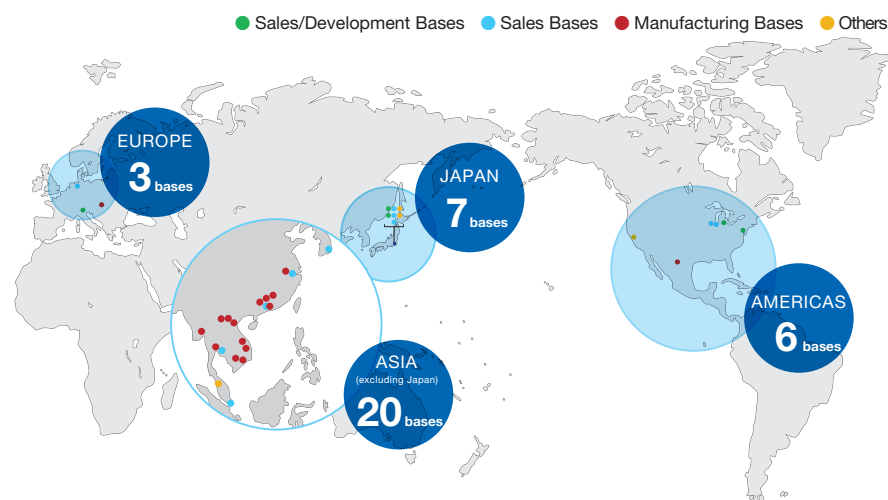 Sales/Development Bases Sales Bases Manufacturing Bases Others
EUROPE
3 bases
JAPAN
7 bases
AMERICAS
6 bases
ASIA
(excluding Japan)
20 bases